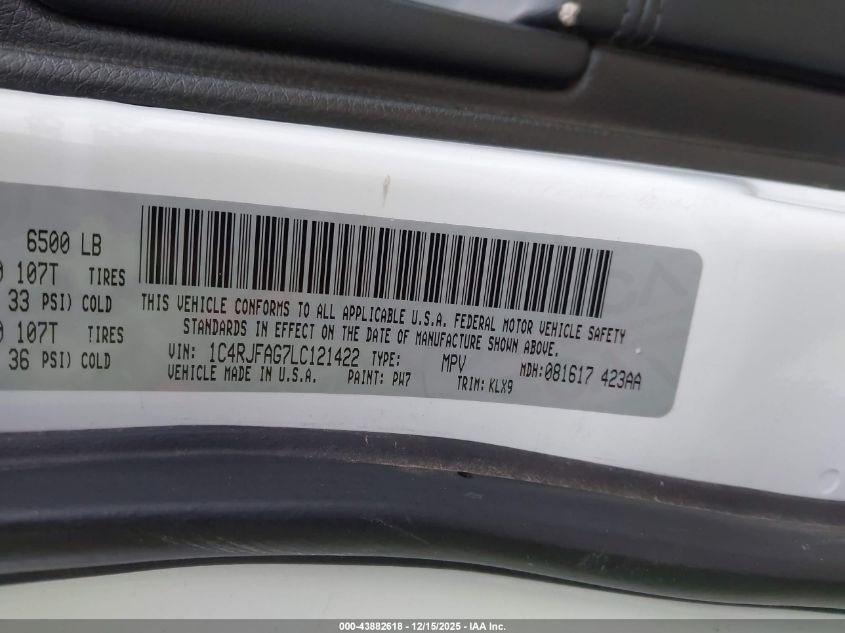 6500 LB
107T TIRES
33 PSI) COLD
107T TIRES
36 PSI) COLD
THIS VEHICLE CONFORMS TO ALL APPLICABLE U.S.A. FEDERAL MOTOR VEHICLE SAFETY
STANDARDS IN EFFECT ON THE DATE OF MANUFACTURE SHOWN ABOVE.
VIN: 1C4RJFAG7LC121422 TYPE: MPV MDH:081617 423AA
VEHICLE MADE IN U.S.A. PAINT: PW7 TRIM: KLX9
000-43882618 - 12/15/2025 - IAA Inc.